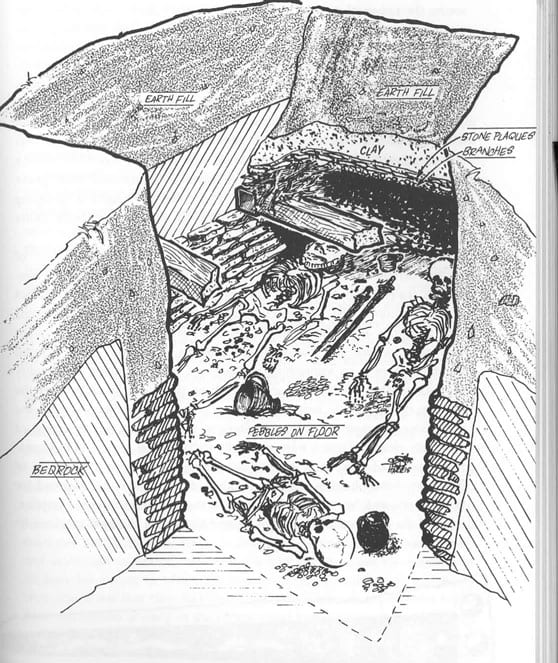 EARTH FILL
EARTH FILL
CLAY
STONE PLAQUES
BRANCHES
PEBBLES ON FLOOR
BEDROCK